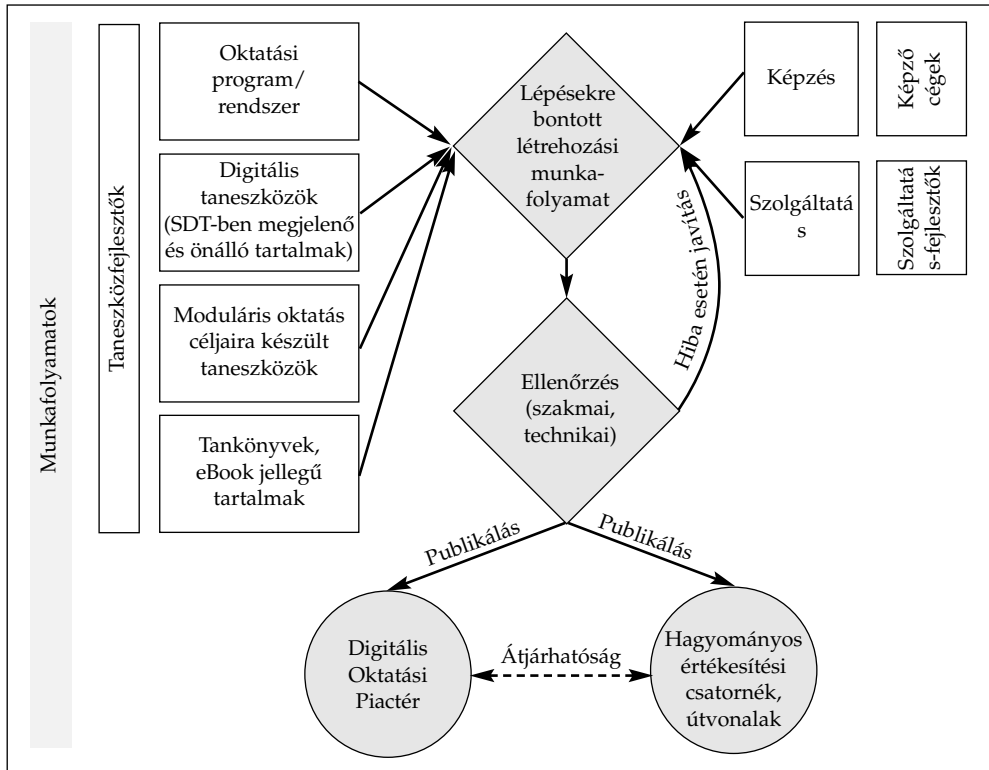 Munkafolyamatok
Taneszközfejlesztők
Oktatási
program/
rendszer
Digitális
taneszközök
(SDT-ben megjelenő
és önálló tartalmak)
Moduláris oktatás
céljaira készült
taneszközök
Tankönyvek,
eBook jellegű
tartalmak
Lépésekre
bontott
létrehozási
munka-
folyamat
Képzés
Képző
cégek
Szolgáltatá
s
Szolgáltatá
s-fejlesztők
Hiba esetén javítás
Ellenőrzés
(szakmai,
technikai)
Publikálás
Publikálás
Digitális
Oktatási
Piactér
Átjárhatóság
Hagyományos
értékesítési
csatornék,
útvonalak